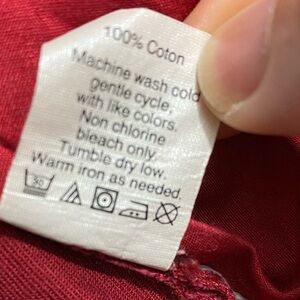 100% Coton
Machine wash cold
gentle cycle,
with like colors.
Non chlorine
bleach only.
Tumble dry low.
Warm iron as needed.
30